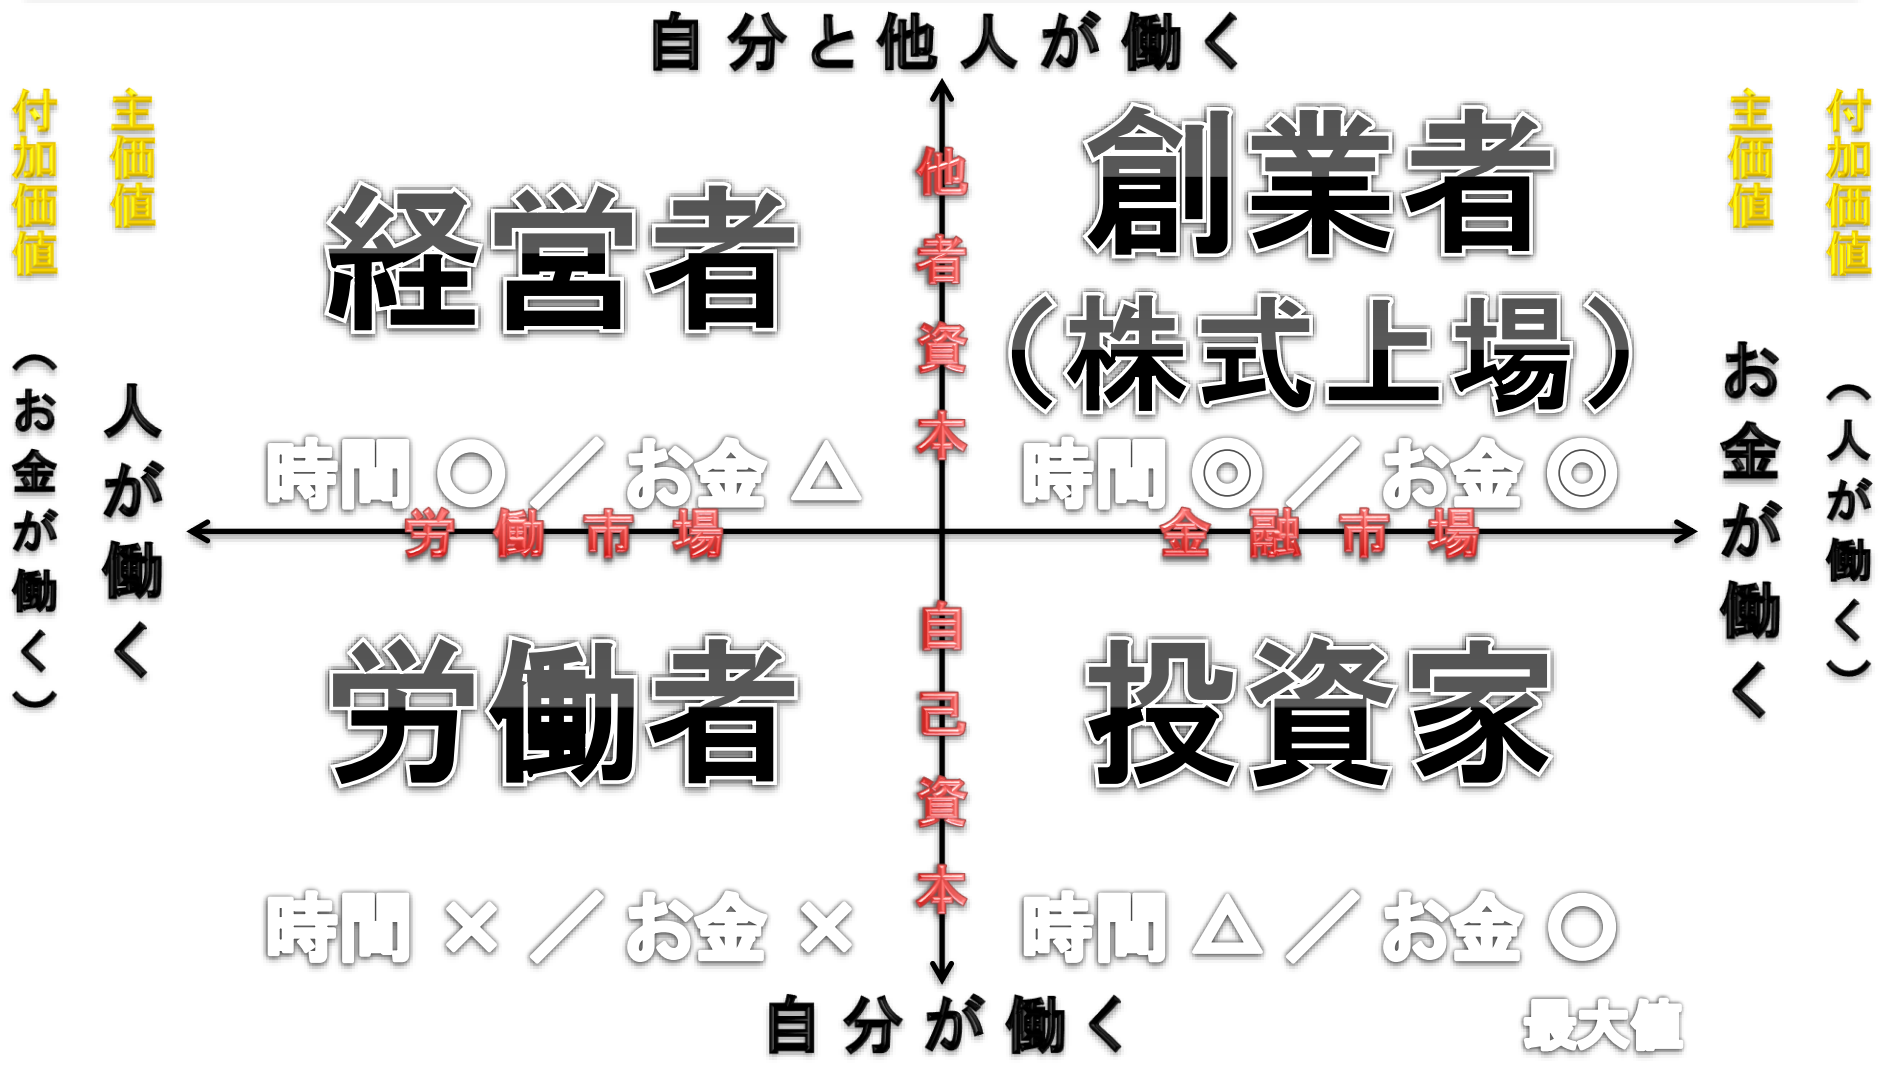 自分と他人が働く
付加価値
（お金が働く）
主価値
人が働く
経営者
時間 ○ ／ お金 △
他者資本
創業者
（株式上場）
時間 ◎ ／ お金 ◎
主価値
お金が働く
付加価値
（人が働く）
労働市場
金融市場
労働者
時間 × ／ お金 ×
自己資本
投資家
時間 △ ／ お金 ○
自分が働く
最大値